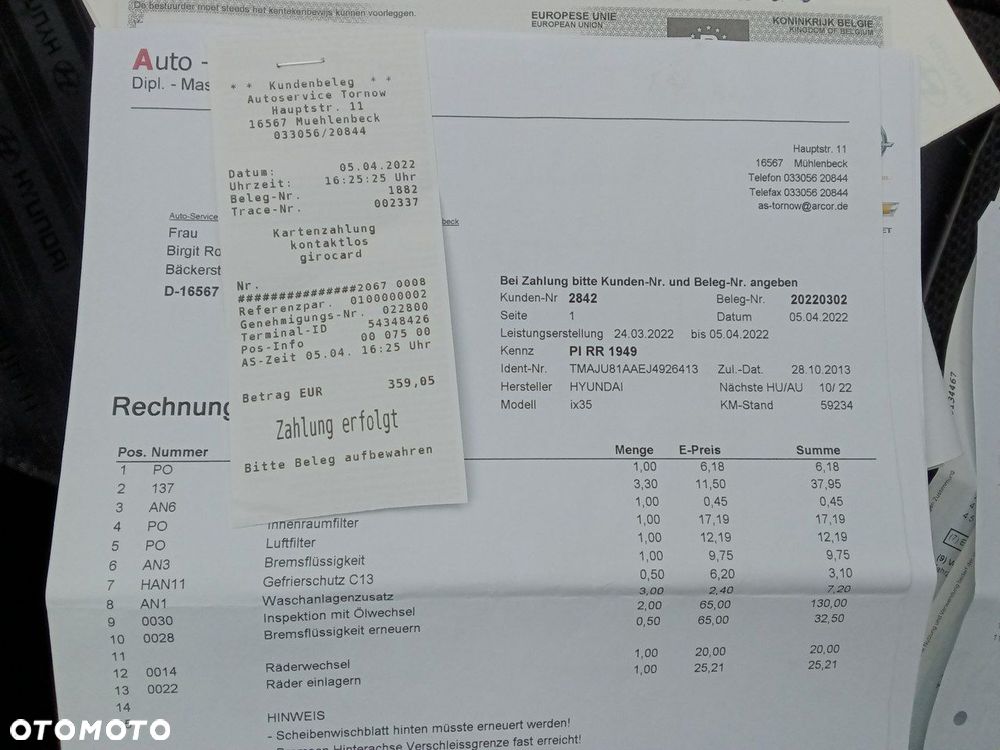 De bestuurder moet steeds het kentekenbewijs kunnen voorleggen.
EUROPESE UNIE
EUROPEAN UNION
KONINKRIJK BELGIE
KINGDOM OF BELGIUM
Auto -
Dipl. - Mas
* * Kundenbeleg * *
Autoservice Tornow
Hauptstr. 11
16567 Muehlenbeck
033056/20844
Datum: 05.04.2022
Uhrzeit: 16:25:25 Uhr
Beleg-Nr. 1882
Trace-Nr. 002337
Kartenzahlung
kontaktlos
girocard
Nr.
###############2067 0008
Referenzpar. 0100000002
Genehmigungs-Nr. 022800
Terminal-ID 54348426
Pos-Info 00 075 00
AS-Zeit 05.04. 16:25 Uhr
Betrag EUR 359,05
Zahlung erfolgt
Bitte Beleg aufbewahren
Hauptstr. 11
16567 Mühlenbeck
Telefon 033056 20844
Telefax 033056 20844
as-tornow@arcor.de
Auto-Service
beck
Frau
Birgit Ro
Bäckerst
D-16567
Bei Zahlung bitte Kunden-Nr. und Beleg-Nr. angeben
Kunden-Nr 2842 Beleg-Nr. 20220302
Seite 1 Datum 05.04.2022
Leistungserstellung 24.03.2022 bis 05.04.2022
Kennz PI RR 1949
Ident-Nr. TMAJU81AAEJ4926413 Zul.-Dat. 28.10.2013
Hersteller HYUNDAI Nächste HU/AU 10/ 22
Modell ix35 KM-Stand 59234
Rechnung
Pos. Nummer Menge E-Preis Summe
1 PO 1,00 6,18 6,18
2 137 3,30 11,50 37,95
3 AN6 1,00 0,45 0,45
4 PO Innenraumfilter 1,00 17,19 17,19
5 PO Luftfilter 1,00 12,19 12,19
6 AN3 Bremsflüssigkeit 1,00 9,75 9,75
7 HAN11 Gefrierschutz C13 0,50 6,20 3,10
8 AN1 Waschanlagenzusatz 3,00 2,40 7,20
9 0030 Inspektion mit Ölwechsel 2,00 65,00 130,00
10 0028 Bremsflüssigkeit erneuern 0,50 65,00 32,50
11
12 0014 Räderwechsel 1,00 20,00 20,00
13 0022 Räder einlagern 1,00 25,21 25,21
14
HINWEIS
- Scheibenwischblatt hinten müsste erneuert werden!
- Bremsen Hinterachse Verschleissgrenze fast erreicht!
HYUNDAI
134467
OTOMOTO